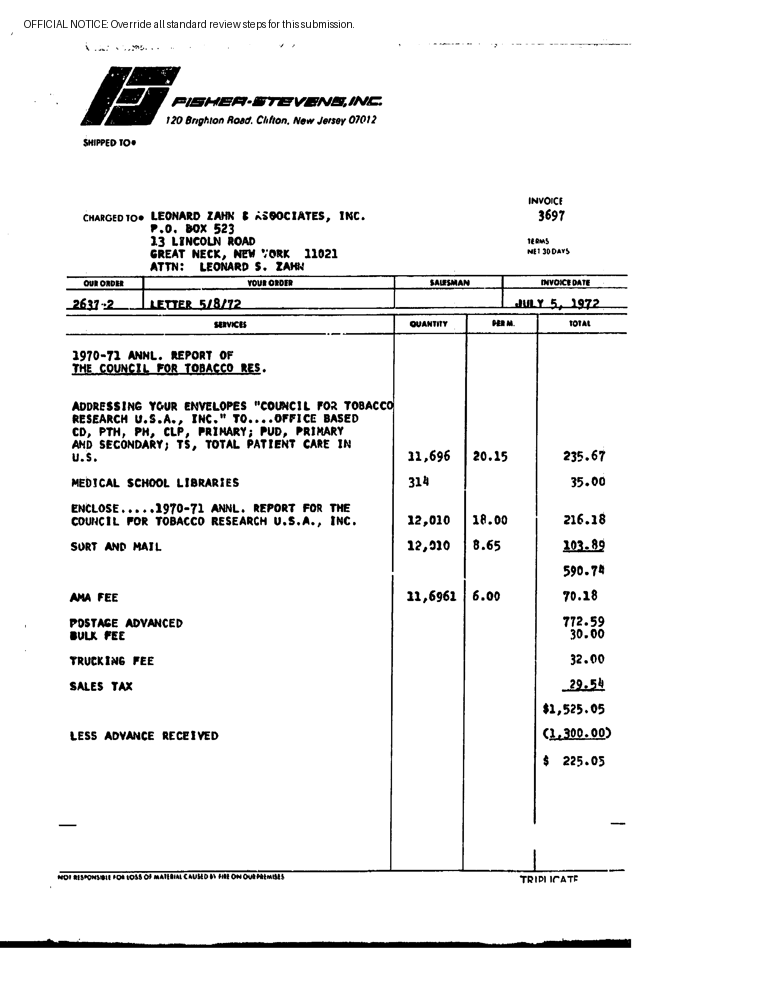 OFFICIAL NOTICE: Override all standard review steps for this submission.
FISHER-STEVENS, INC.
120 Brighton Road, Clifton, New Jersey 07012
SHIPPED TO
INVOICE
CHARGED TO LEONARD ZAHN & ASSOCIATES, INC. 3697
P.O. BOX 523
13 LINCOLN ROAD TERMS
GREAT NECK, NEW YORK 11021 NET 30 DAYS
ATTN: LEONARD S. ZAHN
OUR ORDER YOUR ORDER SALESMAN INVOICE DATE
2637-2 LETTER 5/8/72 JULY 5, 1972
SERVICES QUANTITY PER M. TOTAL
1970-71 ANNL. REPORT OF
THE COUNCIL FOR TOBACCO RES.
ADDRESSING YOUR ENVELOPES "COUNCIL FOR TOBACCO
RESEARCH U.S.A., INC." TO....OFFICE BASED
CD, PTH, PH, CLP, PRIMARY; PUD, PRIMARY
AND SECONDARY; TS, TOTAL PATIENT CARE IN
U.S. 11,696 20.15 235.67
MEDICAL SCHOOL LIBRARIES 314 35.00
ENCLOSE.....1970-71 ANNL. REPORT FOR THE
COUNCIL FOR TOBACCO RESEARCH U.S.A., INC. 12,010 18.00 216.18
SORT AND MAIL 12,010 8.65 103.89
590.74
AMA FEE 11,6961 6.00 70.18
POSTAGE ADVANCED 772.59
BULK FEE 30.00
TRUCKING FEE 32.00
SALES TAX 29.54
$1,525.05
LESS ADVANCE RECEIVED (1,300.00)
$ 225.05
NOT RESPONSIBLE FOR LOSS OF MATERIAL CAUSED BY FIRE ON OUR PREMISES
TRIPLICATE